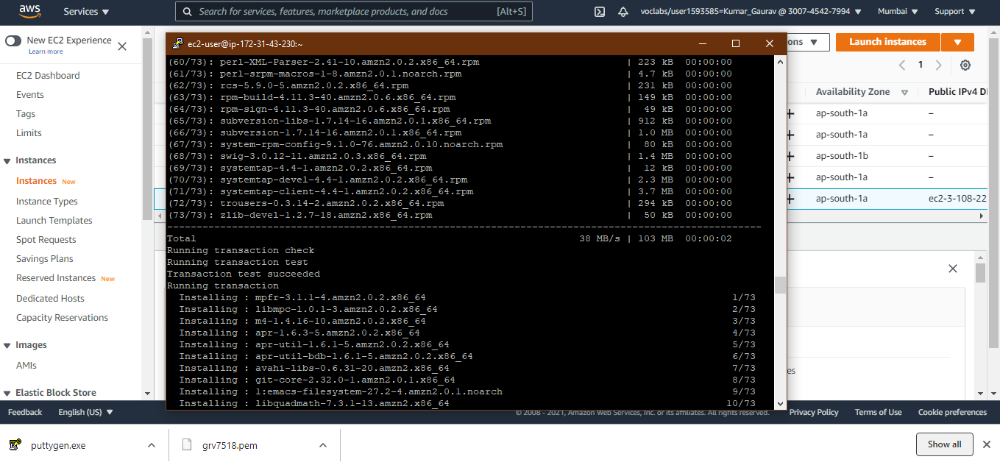 aws
Services
Search for services, features, marketplace products, and docs
[Alt+S]
voclabs/user1593585=Kumar_Gaurav @ 3007-4542-7994
Mumbai
Support
New EC2 Experience
Learn more
EC2 Dashboard
Events
Tags
Limits
Instances
Instances New
Instance Types
Launch Templates
Spot Requests
Savings Plans
Reserved Instances New
Dedicated Hosts
Capacity Reservations
Images
AMIs
Elastic Block Store
ec2-user@ip-172-31-43-230:~
(60/73): perl-XML-Parser-2.41-10.amzn2.0.2.x86_64.rpm | 223 kB 00:00:00
(61/73): perl-srpm-macros-1-8.amzn2.0.1.noarch.rpm | 4.7 kB 00:00:00
(62/73): rcs-5.9.0-5.amzn2.0.2.x86_64.rpm | 231 kB 00:00:00
(63/73): rpm-build-4.11.3-40.amzn2.0.6.x86_64.rpm | 149 kB 00:00:00
(64/73): rpm-sign-4.11.3-40.amzn2.0.6.x86_64.rpm | 49 kB 00:00:00
(65/73): subversion-libs-1.7.14-16.amzn2.0.1.x86_64.rpm | 912 kB 00:00:00
(66/73): subversion-1.7.14-16.amzn2.0.1.x86_64.rpm | 1.0 MB 00:00:00
(67/73): system-rpm-config-9.1.0-76.amzn2.0.10.noarch.rpm | 80 kB 00:00:00
(68/73): swig-3.0.12-11.amzn2.0.3.x86_64.rpm | 1.4 MB 00:00:00
(69/73): systemtap-4.4-1.amzn2.0.2.x86_64.rpm | 12 kB 00:00:00
(70/73): systemtap-devel-4.4-1.amzn2.0.2.x86_64.rpm | 2.3 MB 00:00:00
(71/73): systemtap-client-4.4-1.amzn2.0.2.x86_64.rpm | 3.7 MB 00:00:00
(72/73): trousers-0.3.14-2.amzn2.0.2.x86_64.rpm | 294 kB 00:00:00
(73/73): zlib-devel-1.2.7-18.amzn2.x86_64.rpm | 50 kB 00:00:00
Total 38 MB/s | 103 MB 00:00:02
Running transaction check
Running transaction test
Transaction test succeeded
Running transaction
Installing : mpfr-3.1.1-4.amzn2.0.2.x86_64 1/73
Installing : libmpc-1.0.1-3.amzn2.0.2.x86_64 2/73
Installing : m4-1.4.16-10.amzn2.0.2.x86_64 3/73
Installing : apr-1.6.3-5.amzn2.0.2.x86_64 4/73
Installing : apr-util-1.6.1-5.amzn2.0.2.x86_64 5/73
Installing : apr-util-bdb-1.6.1-5.amzn2.0.2.x86_64 6/73
Installing : avahi-libs-0.6.31-20.amzn2.x86_64 7/73
Installing : git-core-2.32.0-1.amzn2.0.1.x86_64 8/73
Installing : 1:emacs-filesystem-27.2-4.amzn2.0.1.noarch 9/73
Installing : libquadmath-7.3.1-13.amzn2.x86_64 10/73
ons
Launch instances
1
Availability Zone
Public IPv4 D
ap-south-1a –
ap-south-1a –
ap-south-1b –
ap-south-1a –
ap-south-1a ec2-3-108-22
es
Feedback
English (US)
© 2008 - 2021, Amazon Web Services, Inc. or its affiliates. All rights reserved.
Privacy Policy
Terms of Use
Cookie preferences
puttygen.exe
grv7518.pem
Show all